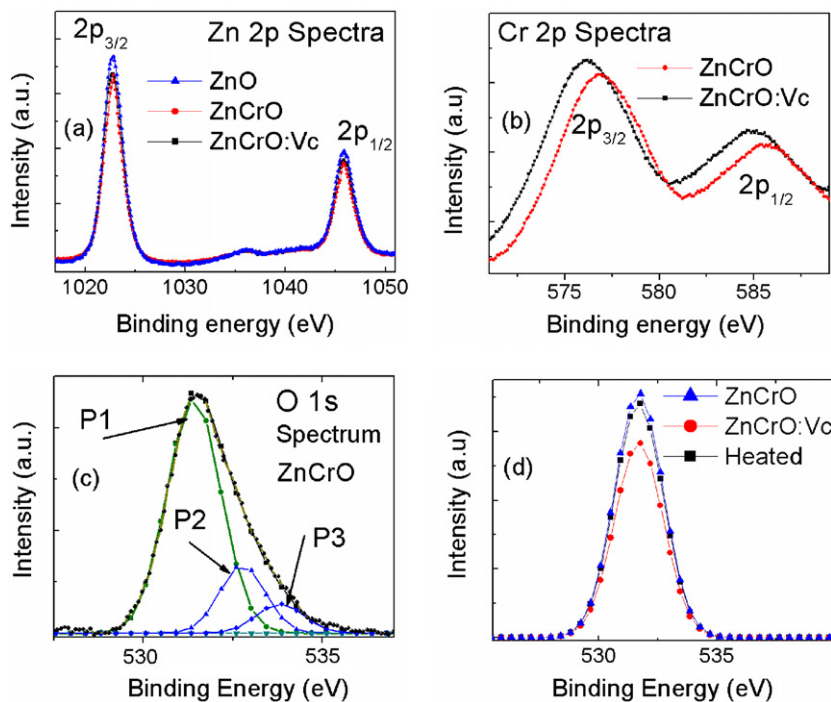 2p3/2
Zn 2p Spectra
ZnO
ZnCrO
ZnCrO:Vc
(a)
2p1/2
Intensity (a.u.)
1020 1030 1040 1050
Binding energy (eV)
Cr 2p Spectra
ZnCrO
ZnCrO:Vc
(b)
2p3/2
2p1/2
Intensity (a.u)
575 580 585
Binding energy (eV)
P1
O 1s
Spectrum
ZnCrO
(c)
P2
P3
Intensity (a.u.)
530 535
Binding Energy (eV)
ZnCrO
ZnCrO:Vc
Heated
(d)
Intensity (a.u)
530 535
Binding Energy (eV)